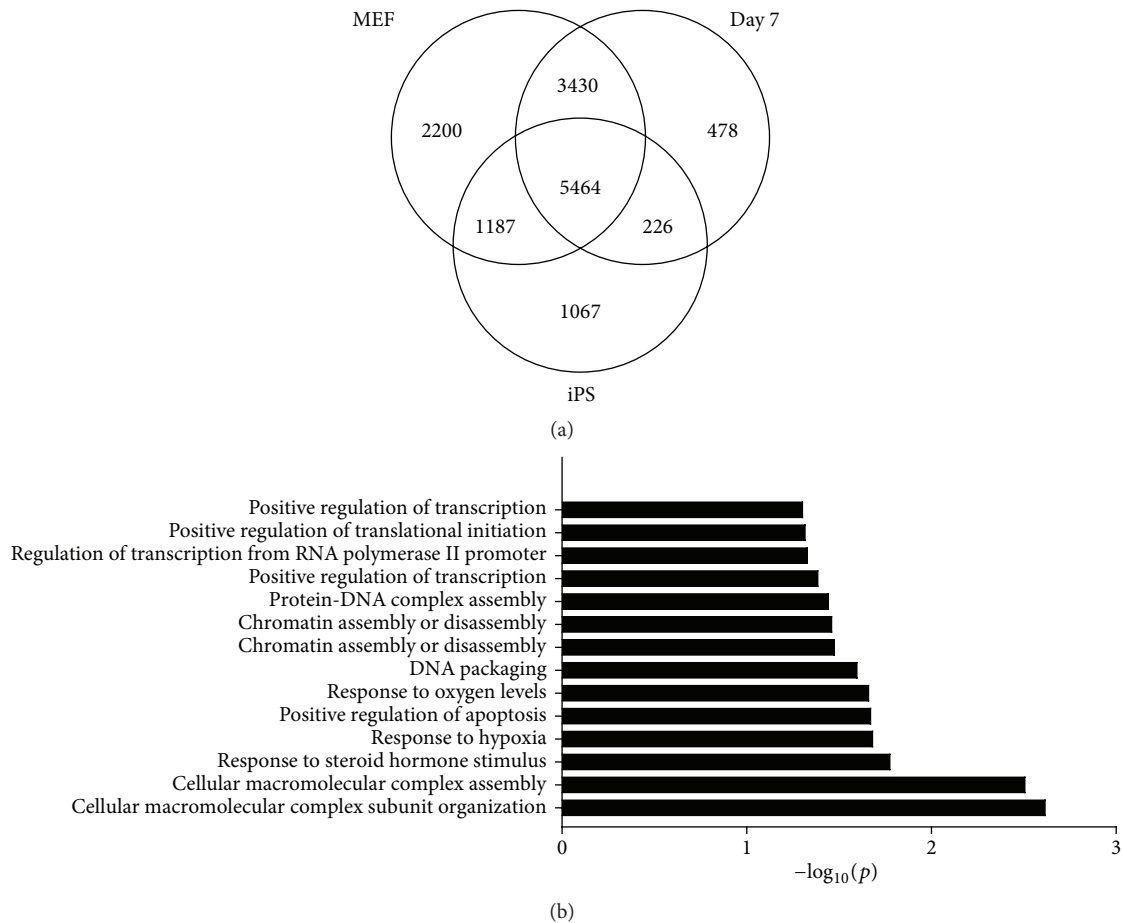 MEF
Day 7
3430
2200
478
5464
1187
226
1067
iPS
(a)
Positive regulation of transcription
Positive regulation of translational initiation
Regulation of transcription from RNA polymerase II promoter
Positive regulation of transcription
Protein-DNA complex assembly
Chromatin assembly or disassembly
Chromatin assembly or disassembly
DNA packaging
Response to oxygen levels
Positive regulation of apoptosis
Response to hypoxia
Response to steroid hormone stimulus
Cellular macromolecular complex assembly
Cellular macromolecular complex subunit organization
0 1 2 3
−log₁₀(p)
(b)